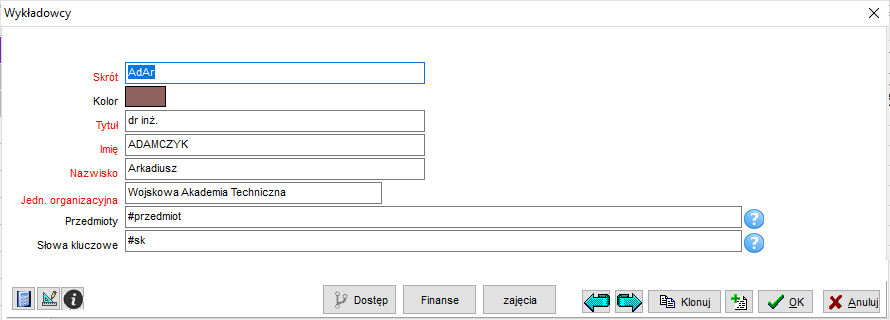 Wykładowcy
Skrót AdAr
Kolor
Tytuł dr inż.
Imię ADAMCZYK
Nazwisko Arkadiusz
Jedn. organizacyjna Wojskowa Akademia Techniczna
Przedmioty #przedmiot ?
Słowa kluczowe #sk ?
Dostęp Finanse zajęcia Klonuj OK Anuluj